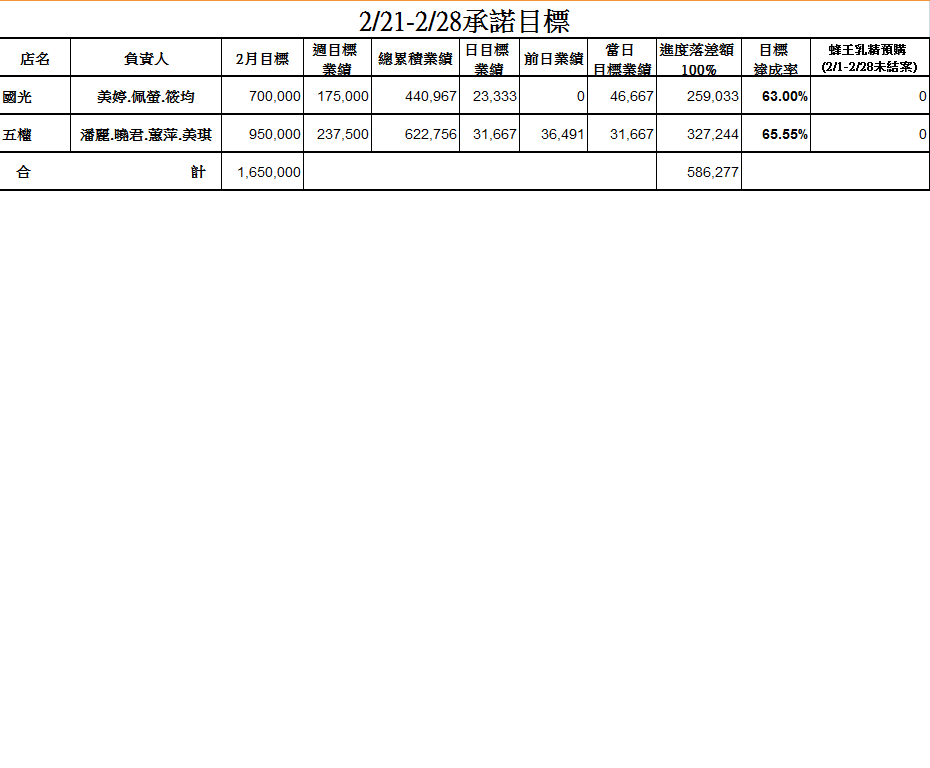 2/21-2/28承諾目標
店名 負責人 2月目標 週目標業績 總累積業績 日目標業績 前日業績 當日目標業績 進度落差額100% 目標達成率 蜂王乳精預購(2/1-2/28未結案)
國光 美婷.佩螢.筱均 700,000 175,000 440,967 23,333 0 46,667 259,033 63.00% 0
五權 潘麗.曉君.蕙萍.美琪 950,000 237,500 622,756 31,667 36,491 31,667 327,244 65.55% 0
合 計 1,650,000 586,277